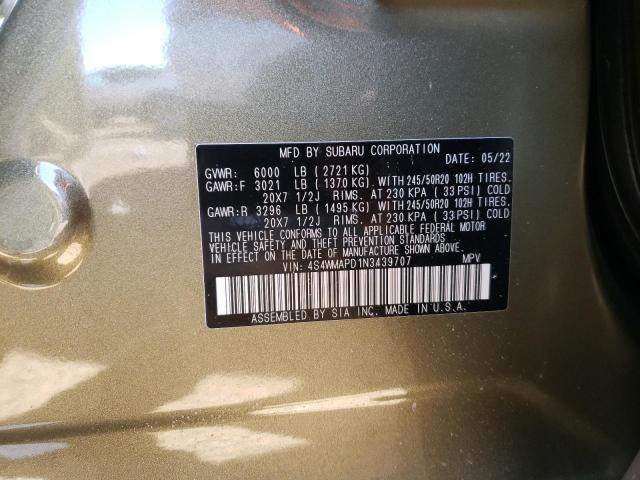 MFD BY SUBARU CORPORATION DATE: 05/22
GVWR: 6000 LB (2721 KG)
GAWR:F 3021 LB (1370 KG), WITH 245/50R20 102H TIRES.
20X7 1/2J RIMS. AT 230 KPA (33 PSI) COLD
GAWR:R 3296 LB (1495 KG), WITH 245/50R20 102H TIRES.
20X7 1/2J RIMS. AT 230 KPA (33 PSI) COLD
THIS VEHICLE CONFORMS TO ALL APPLICABLE FEDERAL MOTOR
VEHICLE SAFETY AND THEFT PREVENTION STANDARDS
IN EFFECT ON THE DATE OF MANUFACTURE SHOWN ABOVE.
VIN: 4S4WMAPD1N3439707 MPV
ASSEMBLED BY SIA INC. MADE IN U.S.A.